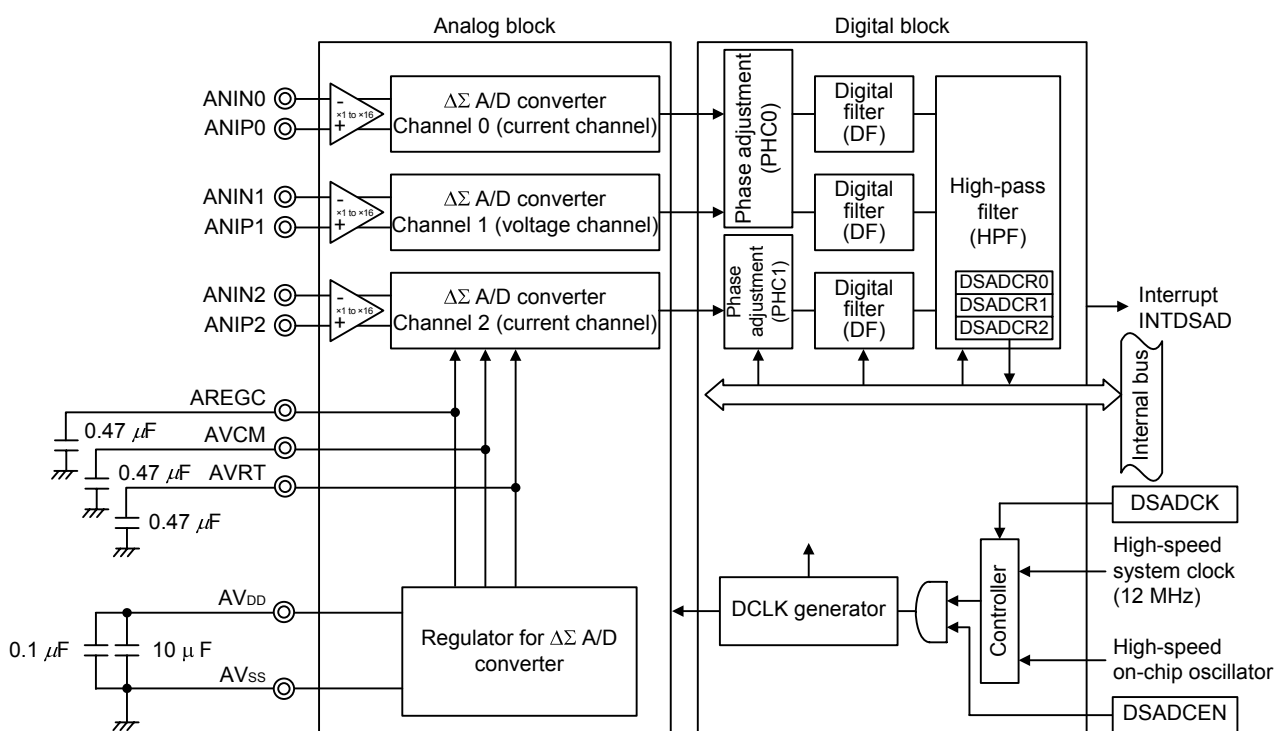 Analog block
Digital block
ANIN0
ANIP0
-
×1 to ×16
+
ΔΣ A/D converter
Channel 0 (current channel)
Phase adjustment
(PHC0)
Digital
filter
(DF)
ANIN1
ANIP1
-
×1 to ×16
+
ΔΣ A/D converter
Channel 1 (voltage channel)
Digital
filter
(DF)
High-pass
filter
(HPF)
ANIN2
ANIP2
-
×1 to ×16
+
ΔΣ A/D converter
Channel 2 (current channel)
Phase
adjustment
(PHC1)
Digital
filter
(DF)
DSADCR0
DSADCR1
DSADCR2
Interrupt
INTDSAD
Internal bus
AREGC
0.47 μF
AVCM
0.47 μF
AVRT
0.47 μF
AVDD
0.1 μF
10 μ F
AVSS
Regulator for ΔΣ A/D
converter
DCLK generator
Controller
DSADCK
High-speed
system clock
(12 MHz)
High-speed
on-chip oscillator
DSADCEN